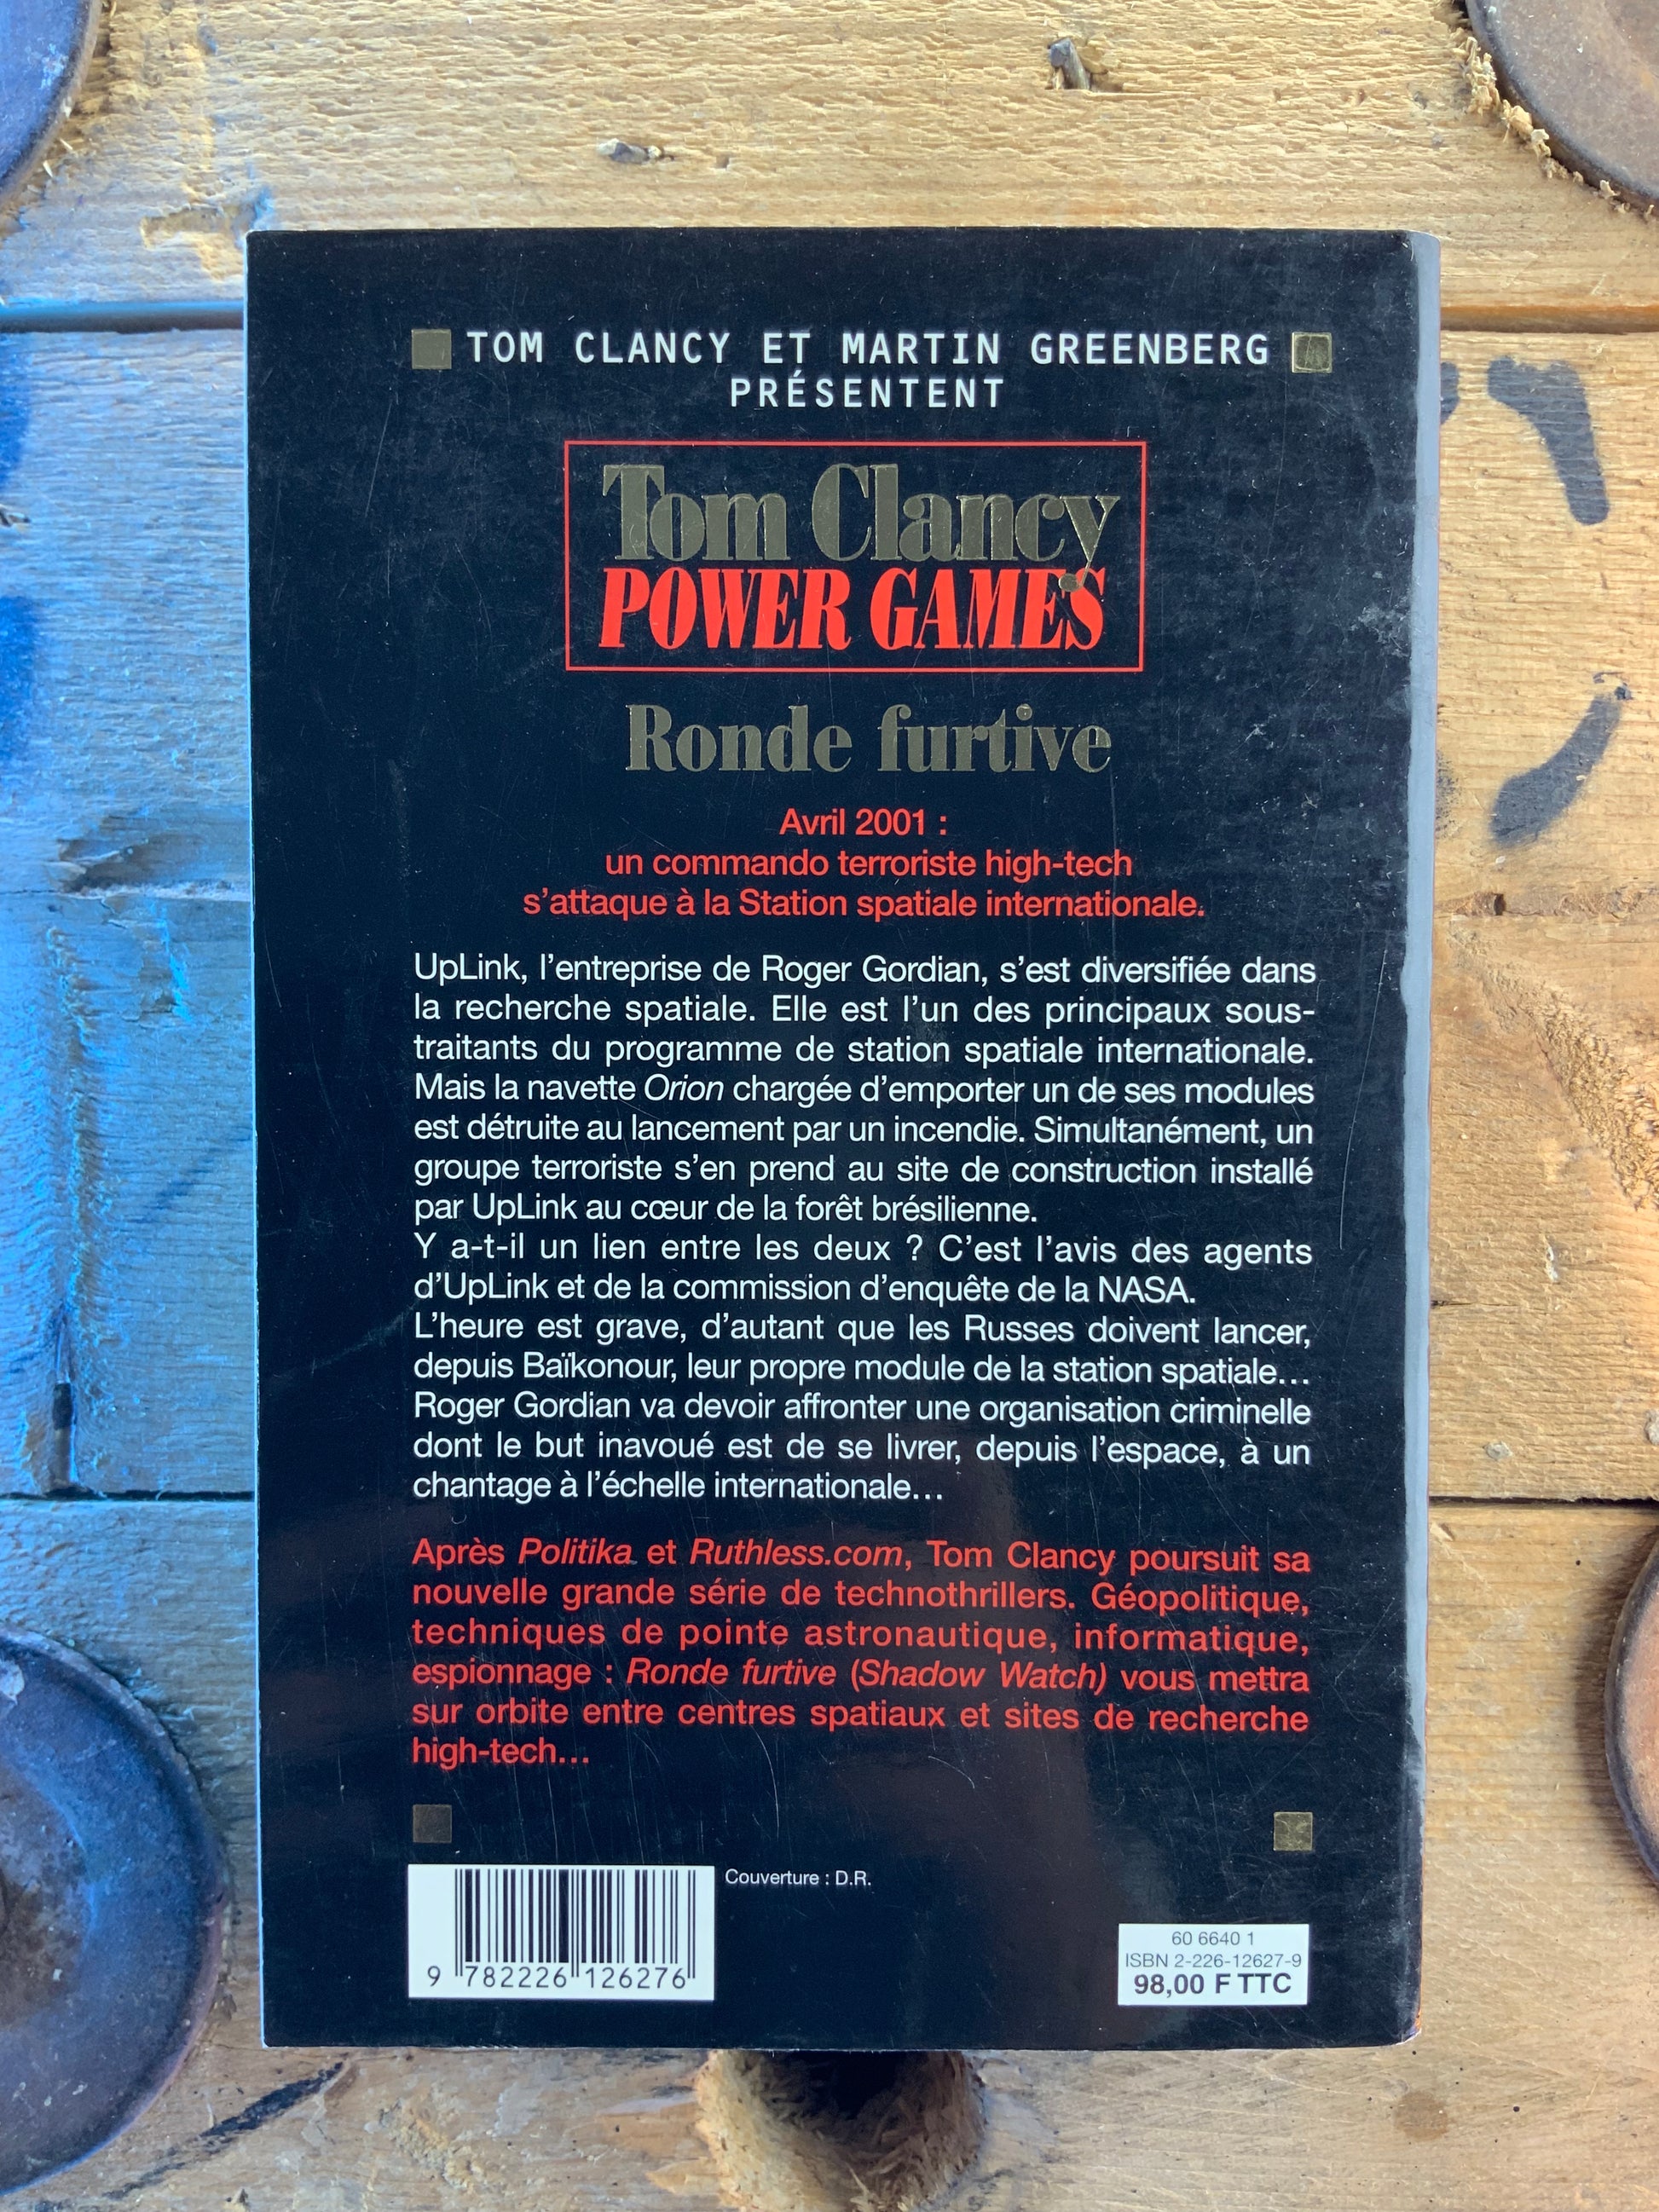 TOM CLANCY ET MARTIN GREENBERG
PRÉSENTENT
Tom Clancy
POWER GAMES
Ronde furtive
Avril 2001 :
un commando terroriste high-tech
s'attaque à la Station spatiale internationale.
UpLink, l'entreprise de Roger Gordian, s'est diversifiée dans
la recherche spatiale. Elle est l'un des principaux sous-
traitants du programme de station spatiale internationale.
Mais la navette Orion chargée d'emporter un de ses modules
est détruite au lancement par un incendie. Simultanément, un
groupe terroriste s'en prend au site de construction installé
par UpLink au cœur de la forêt brésilienne.
Y a-t-il un lien entre les deux ? C'est l'avis des agents
d'UpLink et de la commission d'enquête de la NASA.
L'heure est grave, d'autant que les Russes doivent lancer,
depuis Baïkonour, leur propre module de la station spatiale...
Roger Gordian va devoir affronter une organisation criminelle
dont le but inavoué est de se livrer, depuis l'espace, à un
chantage à l'échelle internationale...
Après Politika et Ruthless.com, Tom Clancy poursuit sa
nouvelle grande série de technothrillers. Géopolitique,
techniques de pointe astronautique, informatique,
espionnage : Ronde furtive (Shadow Watch) vous mettra
sur orbite entre centres spatiaux et sites de recherche
high-tech...
Couverture : D.R.
9 782226 126276
60 6640 1
ISBN 2-226-12627-9
98,00 F TTC